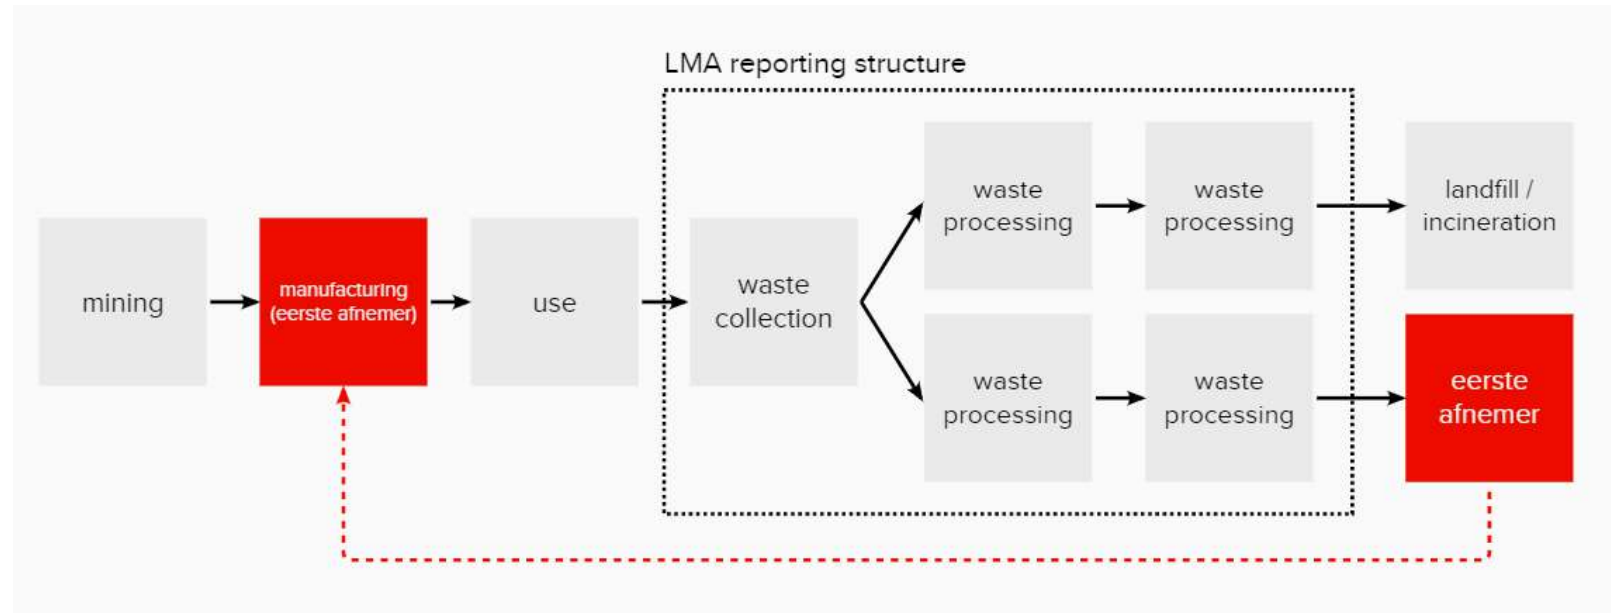 LMA reporting structure
mining
manufacturing
(eerste afnemer)
use
waste
collection
waste
processing
waste
processing
landfill /
incineration
waste
processing
waste
processing
eerste
afnemer